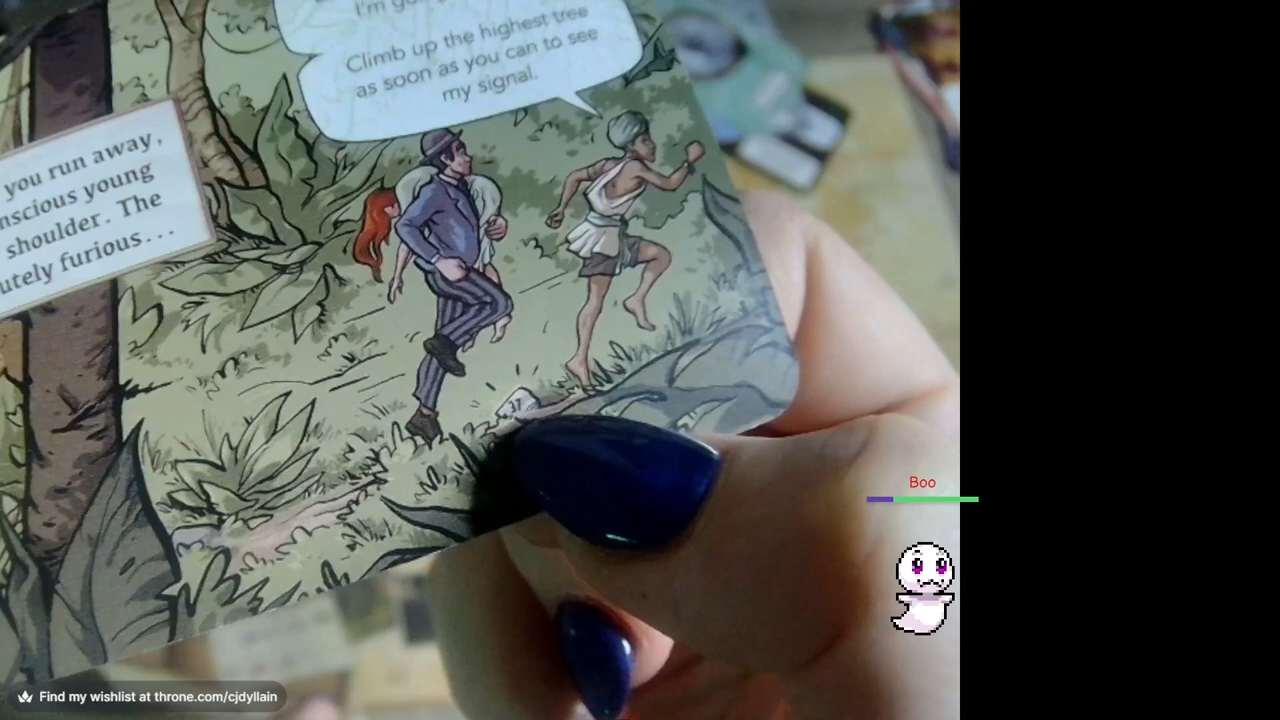 I'm go
Climb up the highest tree
as soon as you can to see
my signal.
you run away,
nscious young
shoulder. The
utely furious...
37
Boo
Find my wishlist at throne.com/cjdyllain